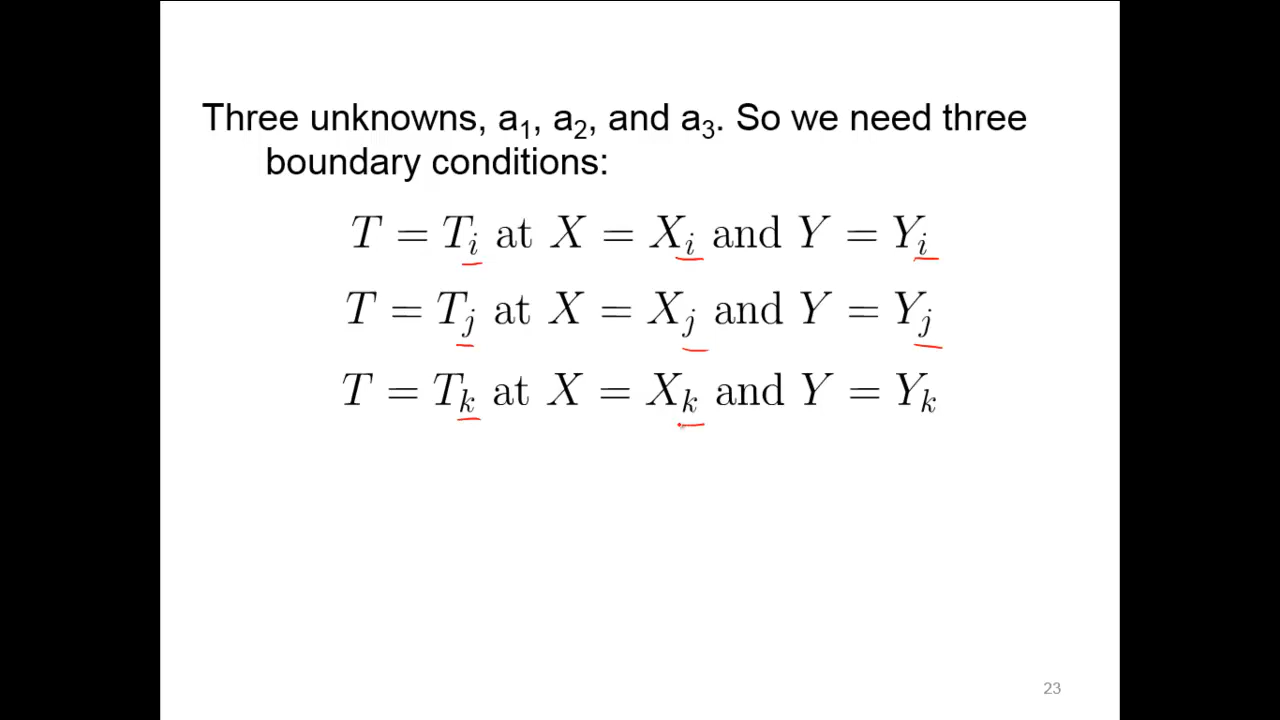 Three unknowns, a₁, a₂, and a₃. So we need three
boundary conditions:
T = Tᵢ at X = Xᵢ and Y = Yᵢ
T = Tⱼ at X = Xⱼ and Y = Yⱼ
T = Tₖ at X = Xₖ and Y = Yₖ
23